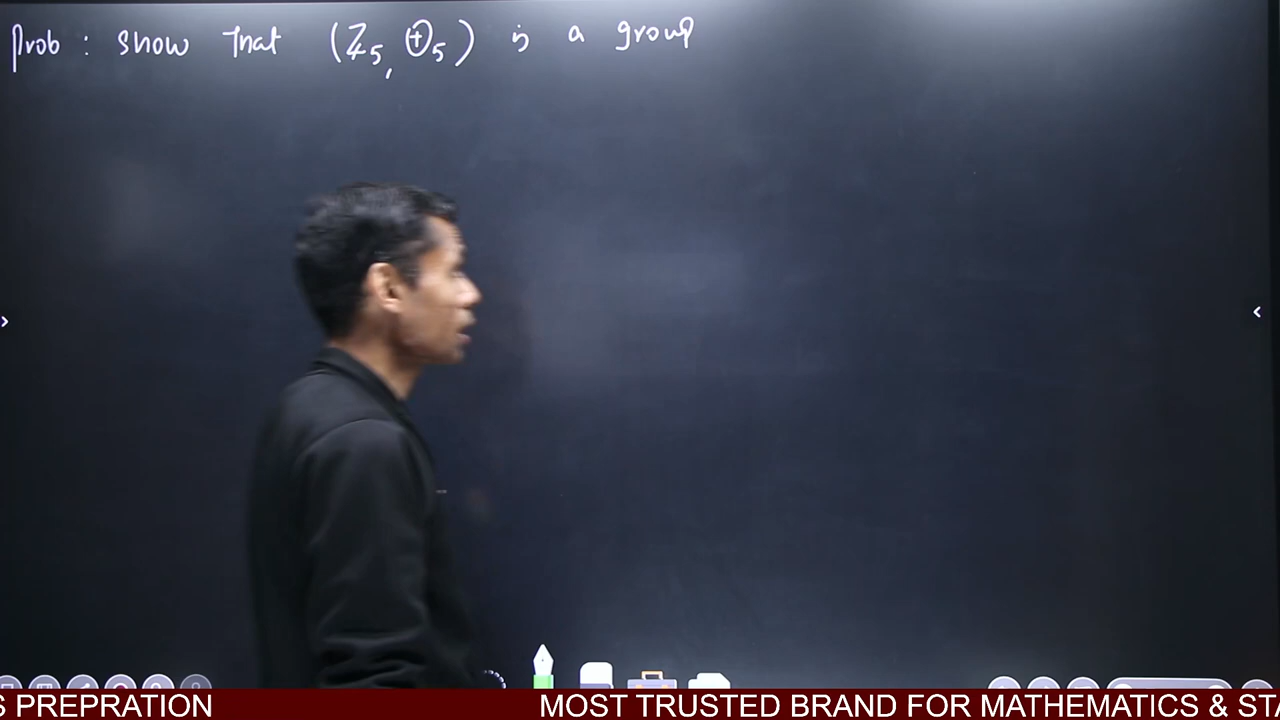 Prob : Show that (Z₅, ⊕₅) is a group
S PREPRATION MOST TRUSTED BRAND FOR MATHEMATICS & STA